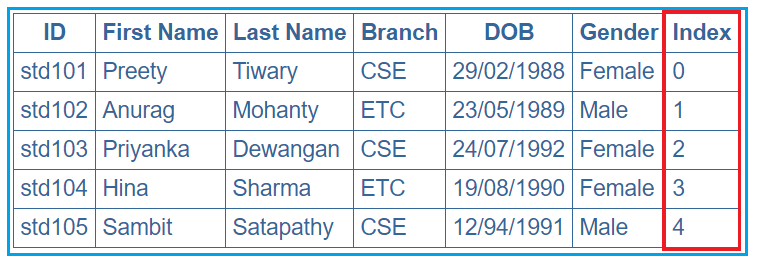 ID First Name Last Name Branch DOB Gender Index
std101 Preety Tiwary CSE 29/02/1988 Female 0
std102 Anurag Mohanty ETC 23/05/1989 Male 1
std103 Priyanka Dewangan CSE 24/07/1992 Female 2
std104 Hina Sharma ETC 19/08/1990 Female 3
std105 Sambit Satapathy CSE 12/94/1991 Male 4